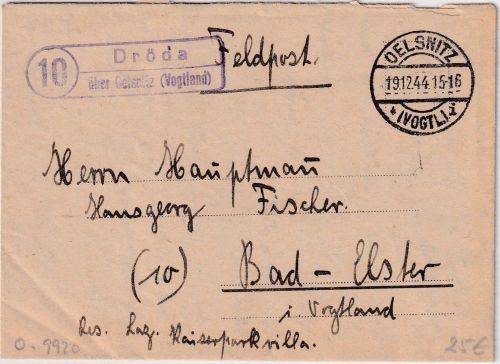 10
Dröda
über Oelsnitz (Vogtland)
Feldpost.
OELSNITZ
19.12.44.15-16
* (VOGTL.) d
Herrn Hauptmañ
Hansgeorg Fischer.
(10) Bad-Elster
i. Vogtland
Res. Laz. Kaiserparkvilla.
O-9920
25€